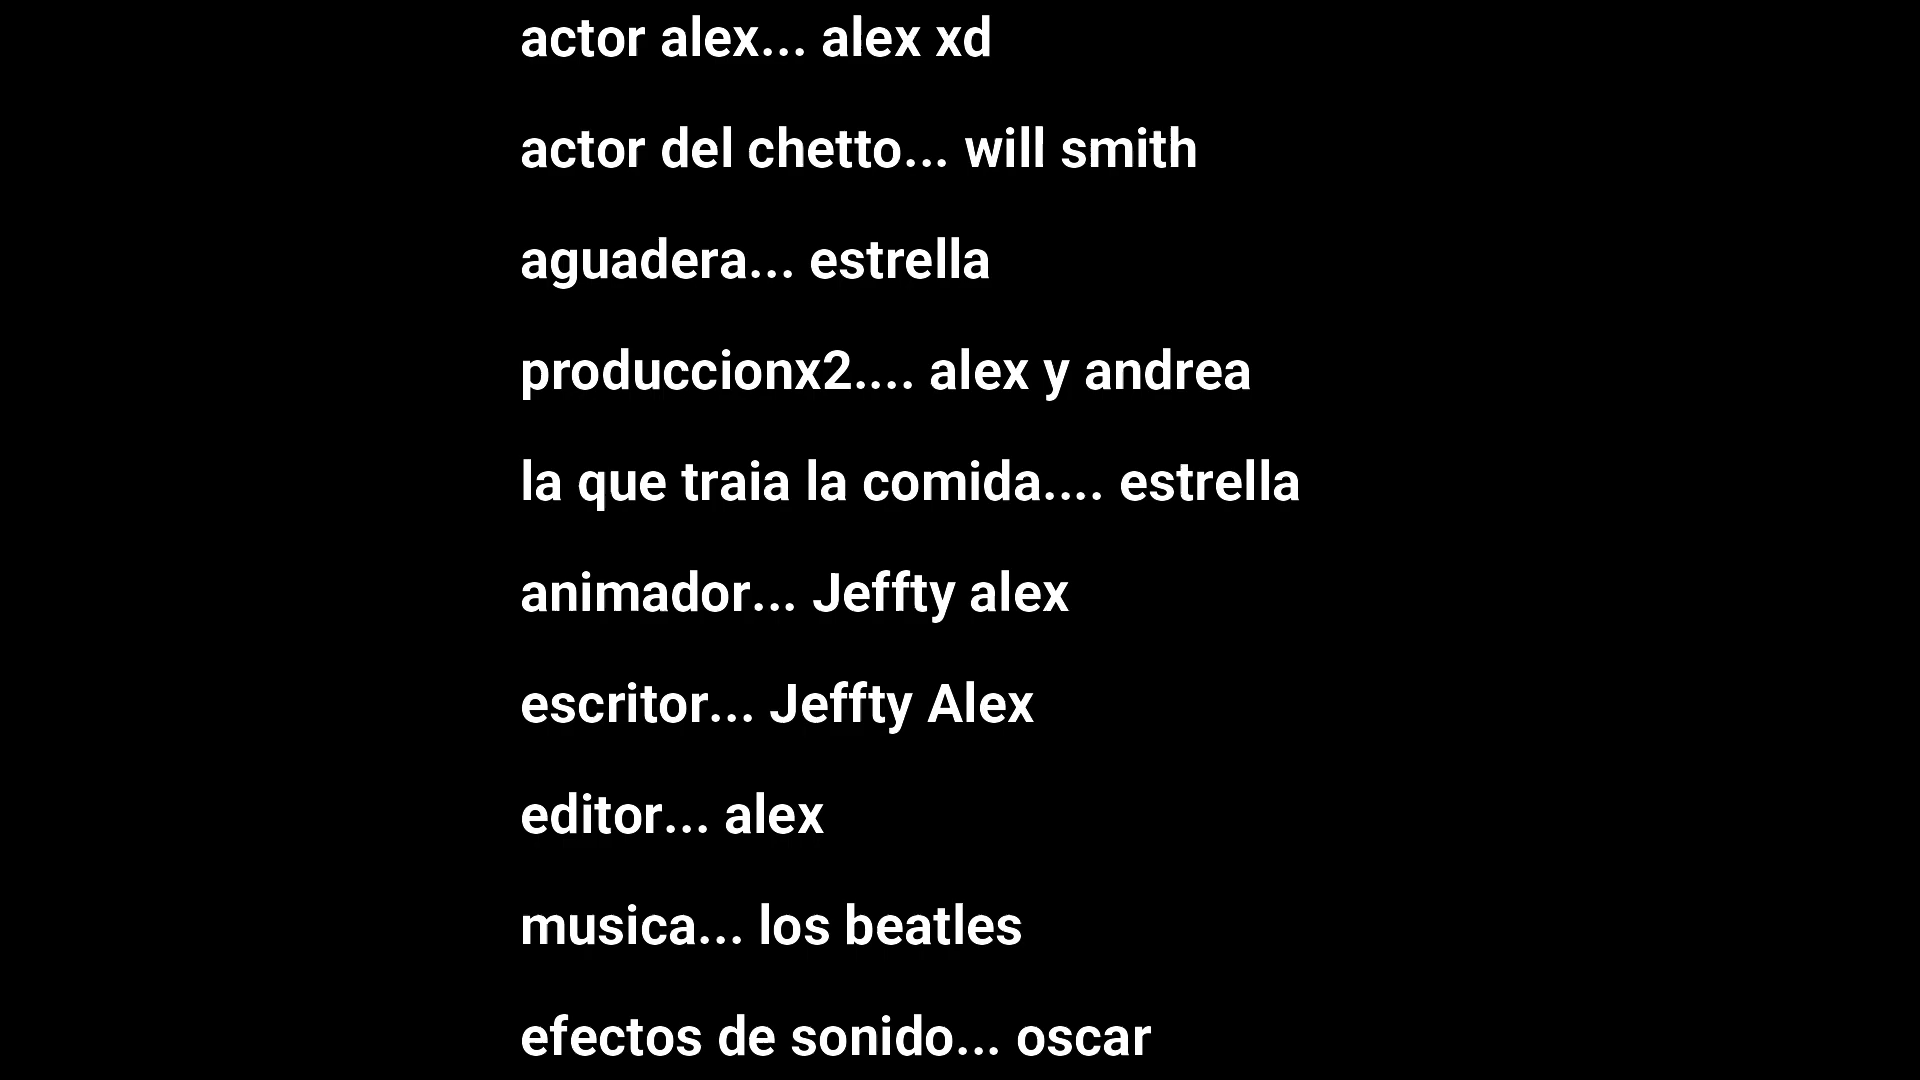 actor alex... alex xd
actor del chetto... will smith
aguadera... estrella
produccionx2.... alex y andrea
la que traia la comida.... estrella
animador... Jeffty alex
escritor... Jeffty Alex
editor... alex
musica... los beatles
efectos de sonido... oscar